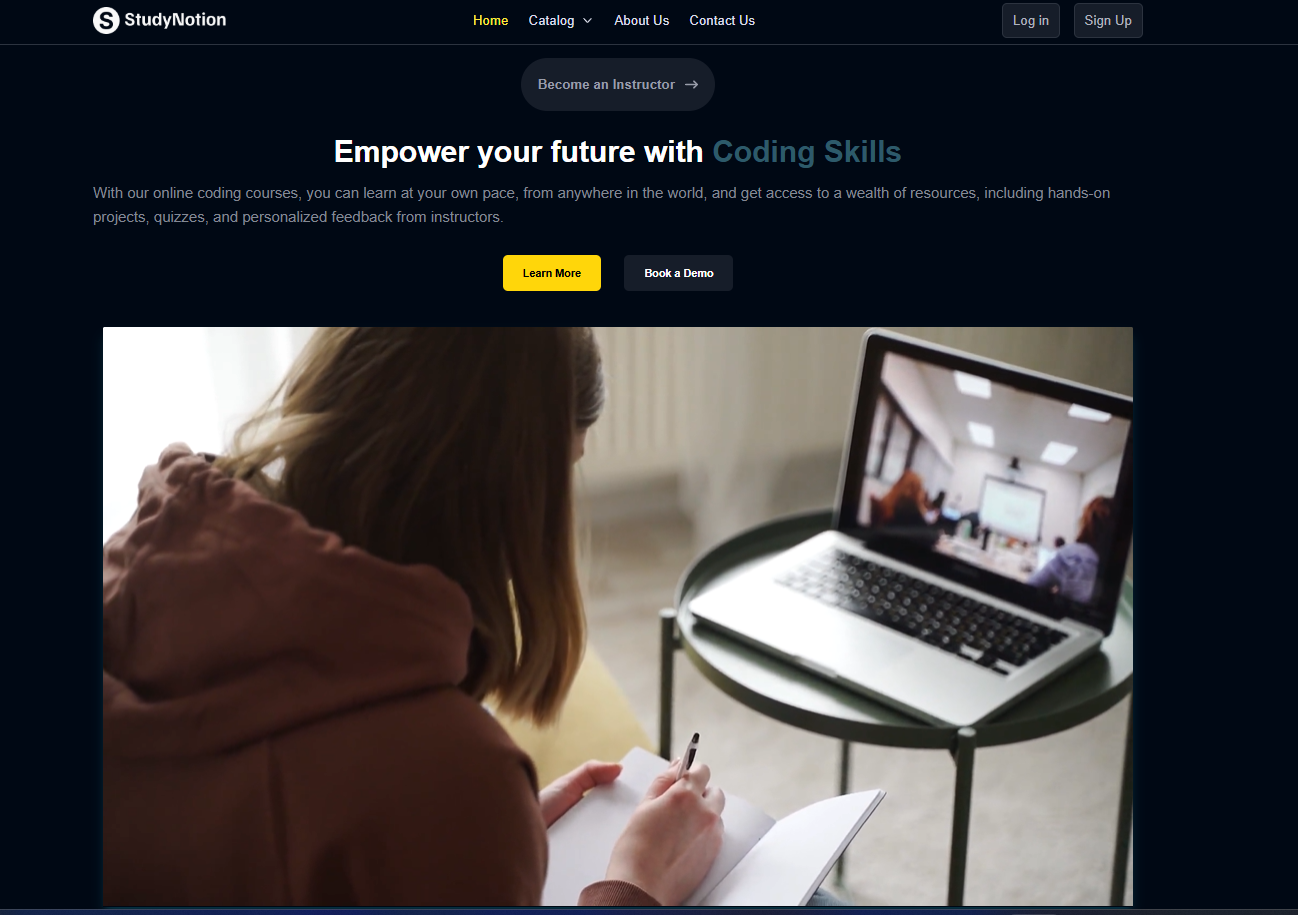 StudyNotion
Home
Catalog
About Us
Contact Us
Log in
Sign Up
Become an Instructor
Empower your future with Coding Skills
With our online coding courses, you can learn at your own pace, from anywhere in the world, and get access to a wealth of resources, including hands-on
projects, quizzes, and personalized feedback from instructors.
Learn More
Book a Demo